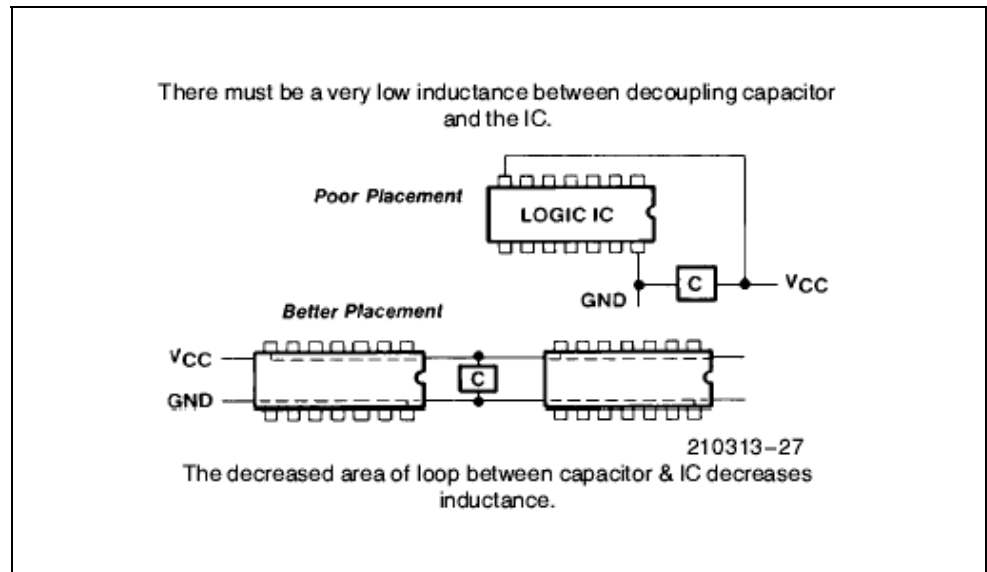 There must be a very low inductance between decoupling capacitor
and the IC.
Poor Placement
LOGIC IC
C
VCC
GND
Better Placement
VCC
C
GND
210313–27
The decreased area of loop between capacitor & IC decreases
inductance.